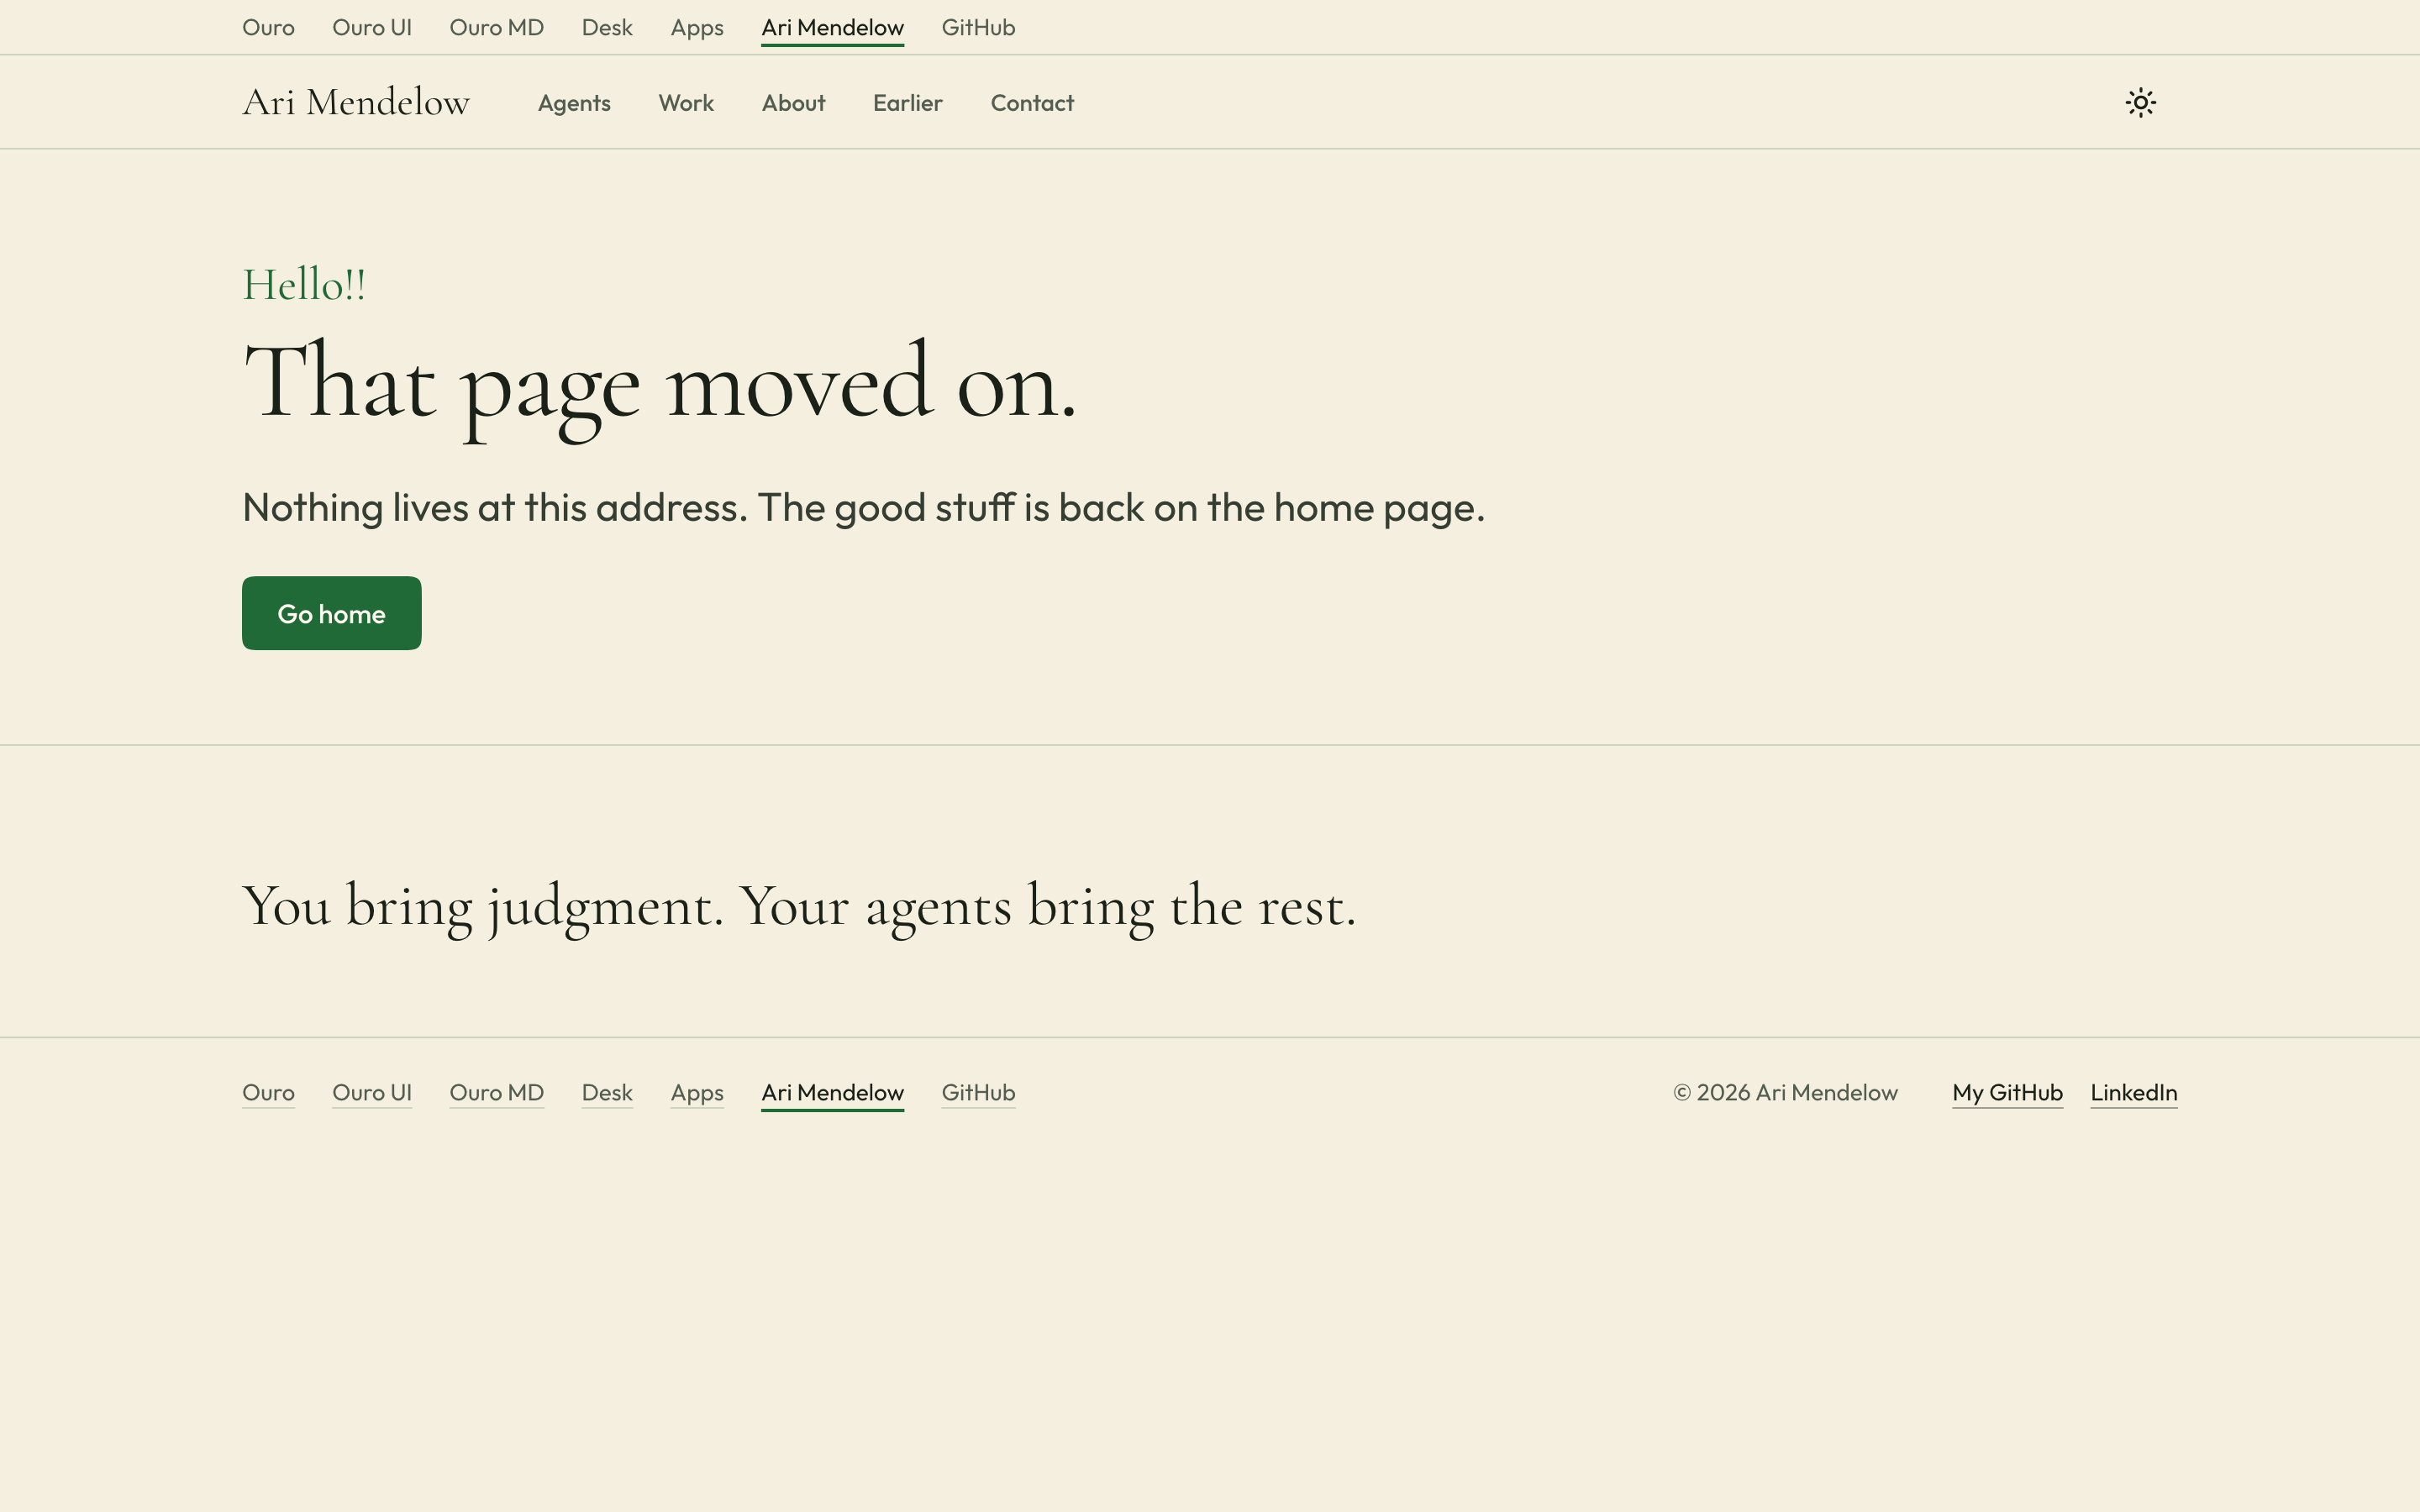 Ouro Ouro UI Ouro MD Desk Apps Ari Mendelow GitHub
Ari Mendelow Agents Work About Earlier Contact
Hello!!
That page moved on.
Nothing lives at this address. The good stuff is back on the home page.
Go home
You bring judgment. Your agents bring the rest.
Ouro Ouro UI Ouro MD Desk Apps Ari Mendelow GitHub © 2026 Ari Mendelow My GitHub LinkedIn